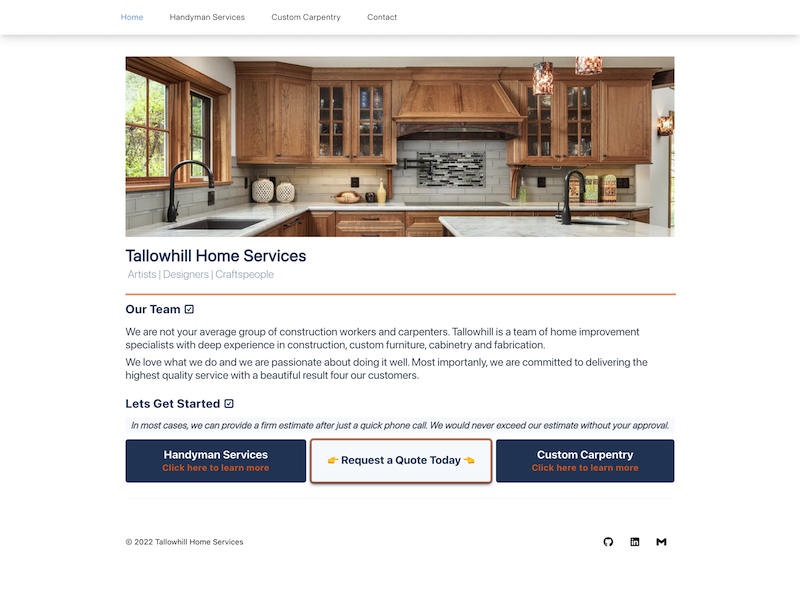 Home Handyman Services Custom Carpentry Contact
Tallowhill Home Services
Artists | Designers | Craftspeople
Our Team
We are not your average group of construction workers and carpenters. Tallowhill is a team of home improvement
specialists with deep experience in construction, custom furniture, cabinetry and fabrication.
We love what we do and we are passionate about doing it well. Most importanly, we are committed to delivering the
highest quality service with a beautiful result four our customers.
Lets Get Started
In most cases, we can provide a firm estimate after just a quick phone call. We would never exceed our estimate without your approval.
Handyman Services
Click here to learn more
👉 Request a Quote Today 👈
Custom Carpentry
Click here to learn more
© 2022 Tallowhill Home Services